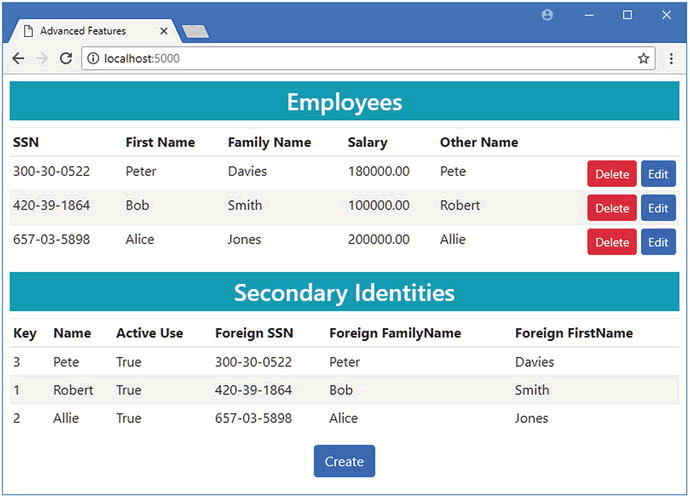 Advanced Features
localhost:5000
Employees
SSN First Name Family Name Salary Other Name
300-30-0522 Peter Davies 180000.00 Pete Delete Edit
420-39-1864 Bob Smith 100000.00 Robert Delete Edit
657-03-5898 Alice Jones 200000.00 Allie Delete Edit
Secondary Identities
Key Name Active Use Foreign SSN Foreign FamilyName Foreign FirstName
3 Pete True 300-30-0522 Peter Davies
1 Robert True 420-39-1864 Bob Smith
2 Allie True 657-03-5898 Alice Jones
Create